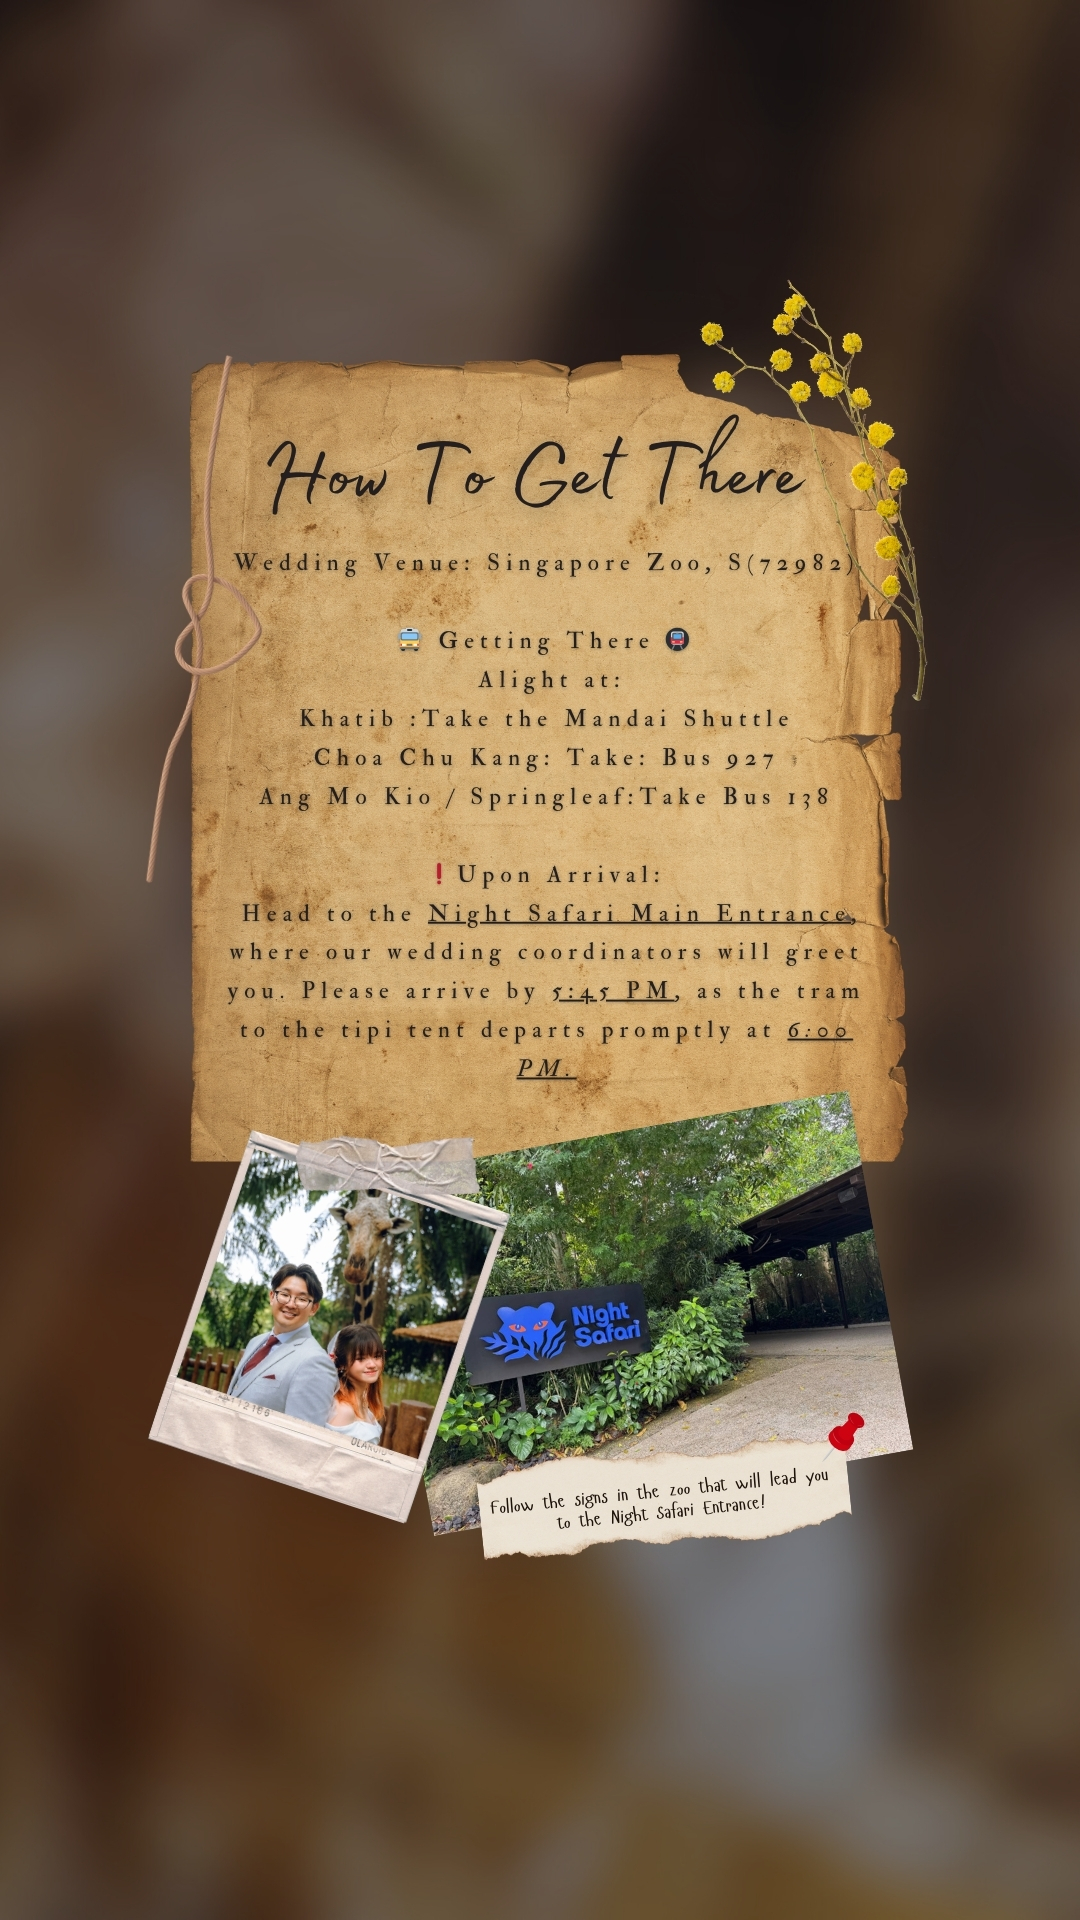 How To Get There
Wedding Venue: Singapore Zoo, S(72982)
🚍 Getting There 🚇
Alight at:
Khatib :Take the Mandai Shuttle
Choa Chu Kang: Take: Bus 927
Ang Mo Kio / Springleaf:Take Bus 138
❗Upon Arrival:
Head to the Night Safari Main Entrance,
where our wedding coordinators will greet
you. Please arrive by 5:45 PM, as the tram
to the tipi tent departs promptly at 6:00
PM.
Night
Safari
Follow the signs in the zoo that will lead you
to the Night Safari Entrance!